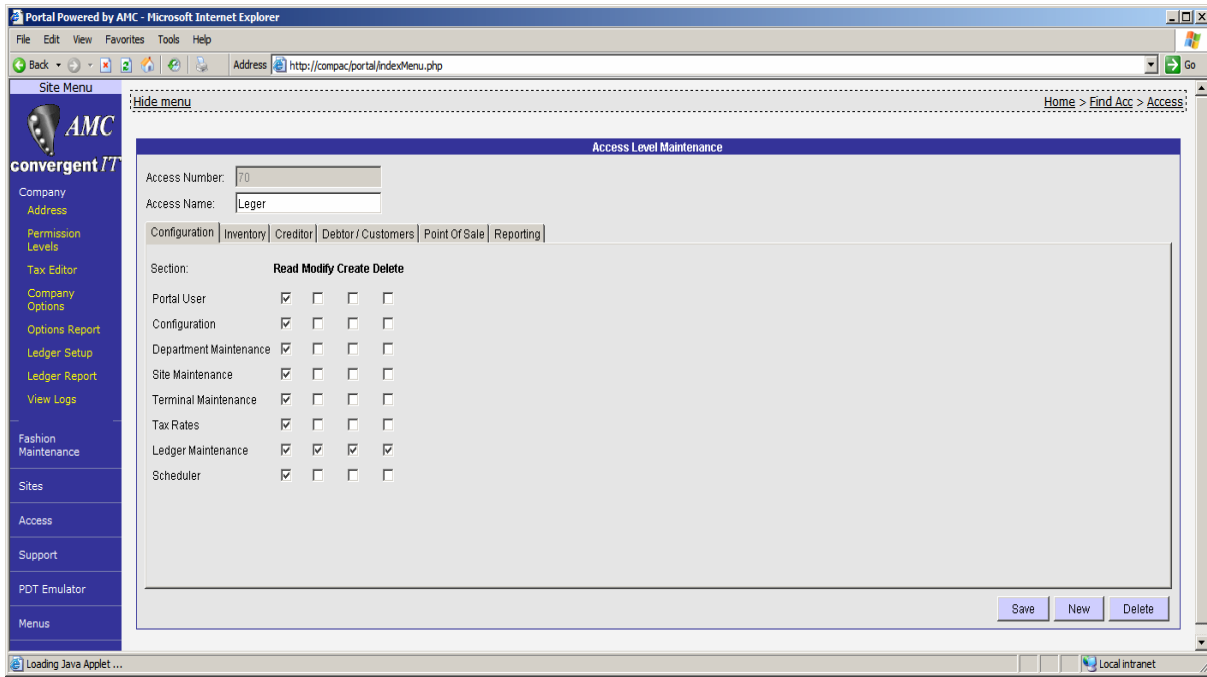 Portal Powered by AMC - Microsoft Internet Explorer
File Edit View Favorites Tools Help
Back Address http://compac/portal/indexMenu.php Go
Site Menu
Hide menu Home > Find Acc > Access
AMC
convergent IT
Access Level Maintenance
Access Number: 70
Access Name: Leger
Configuration Inventory Creditor Debtor / Customers Point Of Sale Reporting
Section: Read Modify Create Delete
Portal User
Configuration
Department Maintenance
Site Maintenance
Terminal Maintenance
Tax Rates
Ledger Maintenance
Scheduler
Save New Delete
Company
Address
Permission
Levels
Tax Editor
Company
Options
Options Report
Ledger Setup
Ledger Report
View Logs
Fashion
Maintenance
Sites
Access
Support
PDT Emulator
Menus
Loading Java Applet ... Local intranet